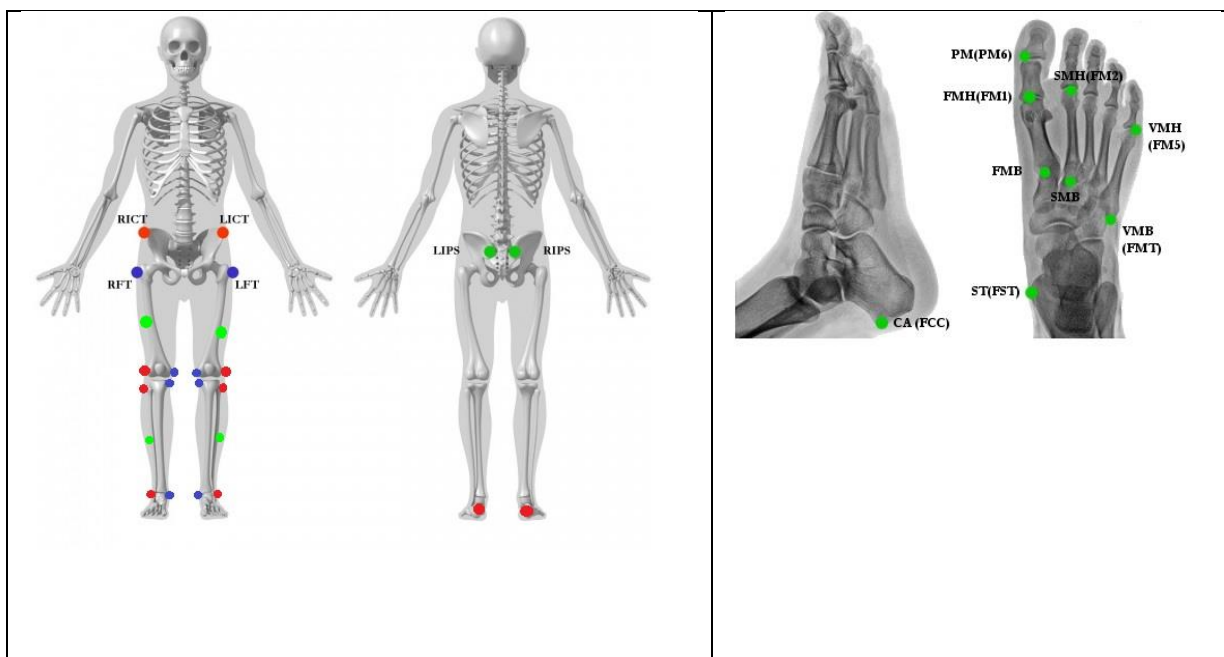 RICT
LICT
RFT
LFT
LIPS
RIPS
PM(PM6)
SMH(FM2)
FMH(FM1)
VMH
(FM5)
FMB
SMB
VMB
(FMT)
ST(FST)
CA (FCC)